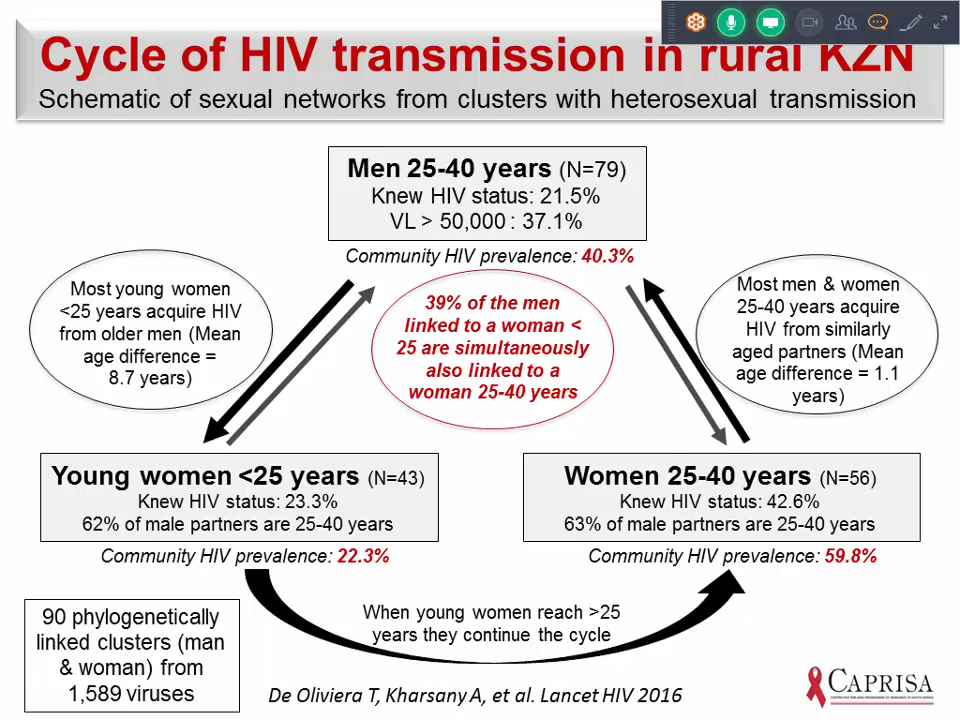 Cycle of HIV transmission in rural KZN
Schematic of sexual networks from clusters with heterosexual transmission
Men 25-40 years (N=79)
Knew HIV status: 21.5%
VL > 50,000 : 37.1%
Community HIV prevalence: 40.3%
Most young women
<25 years acquire HIV
from older men (Mean
age difference =
8.7 years)
39% of the men
linked to a woman <
25 are simultaneously
also linked to a
woman 25-40 years
Most men & women
25-40 years acquire
HIV from similarly
aged partners (Mean
age difference = 1.1
years)
Young women <25 years (N=43)
Knew HIV status: 23.3%
62% of male partners are 25-40 years
Community HIV prevalence: 22.3%
Women 25-40 years (N=56)
Knew HIV status: 42.6%
63% of male partners are 25-40 years
Community HIV prevalence: 59.8%
When young women reach >25
years they continue the cycle
90 phylogenetically
linked clusters (man
& woman) from
1,589 viruses
De Oliviera T, Kharsany A, et al. Lancet HIV 2016
CAPRISA